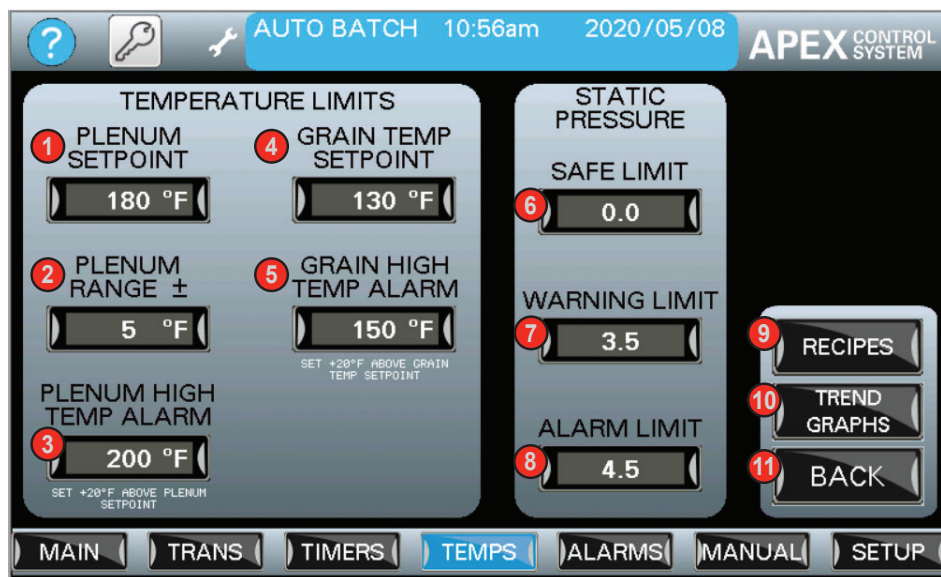 ?
AUTO BATCH 10:56am 2020/05/08
APEX CONTROL
SYSTEM
TEMPERATURE LIMITS
1 PLENUM
SETPOINT
180 °F
2 PLENUM
RANGE ±
5 °F
PLENUM HIGH
TEMP ALARM
3
200 °F
SET +20°F ABOVE PLENUM
SETPOINT
4 GRAIN TEMP
SETPOINT
130 °F
5 GRAIN HIGH
TEMP ALARM
150 °F
SET +20°F ABOVE GRAIN
TEMP SETPOINT
STATIC
PRESSURE
SAFE LIMIT
6 0.0
WARNING LIMIT
7 3.5
ALARM LIMIT
8 4.5
9 RECIPES
10 TREND
GRAPHS
11 BACK
MAIN TRANS TIMERS TEMPS ALARMS MANUAL SETUP